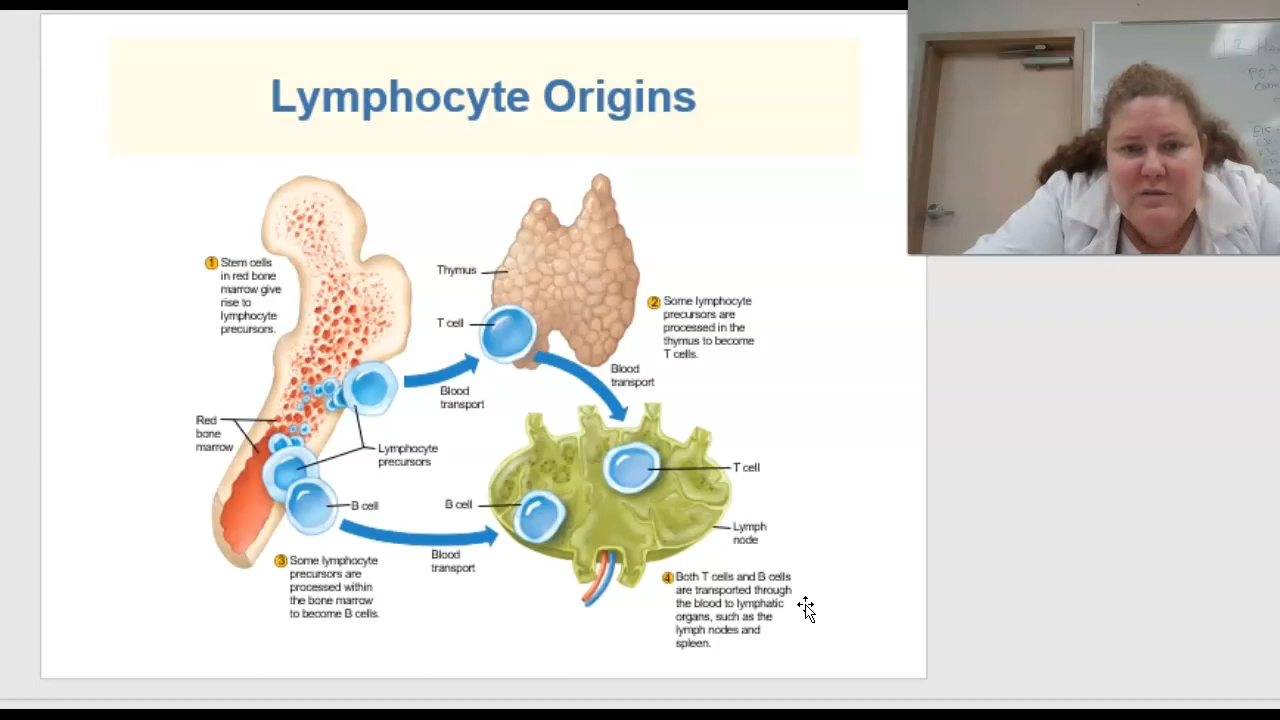 Lymphocyte Origins
1 Stem cells
in red bone
marrow give
rise to
lymphocyte
precursors.
Thymus
T cell
2 Some lymphocyte
precursors are
processed in the
thymus to become
T cells.
Blood
transport
Blood
transport
Red
bone
marrow
Lymphocyte
precursors
B cell
B cell
T cell
Lymph
node
Blood
transport
3 Some lymphocyte
precursors are
processed within
the bone marrow
to become B cells.
4 Both T cells and B cells
are transported through
the blood to lymphatic
organs, such as the
lymph nodes and
spleen.